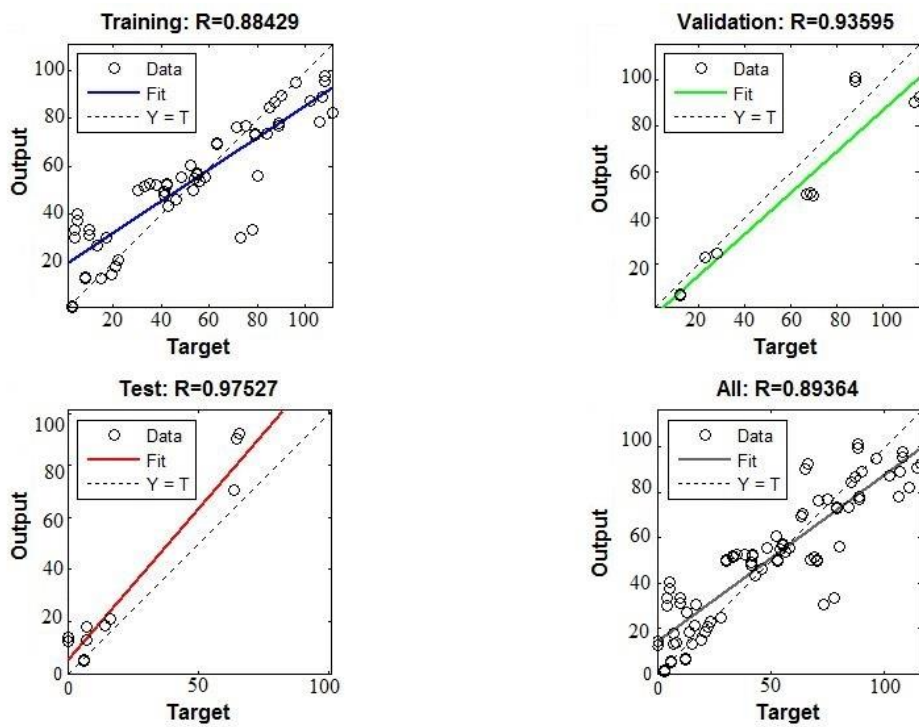 Training: R=0.88429
100
80
60
40
20
Output
Data
Fit
Y = T
20 40 60 80 100
Target
Validation: R=0.93595
100
80
60
40
20
Output
Data
Fit
Y = T
20 40 60 80 100
Target
Test: R=0.97527
100
80
60
40
20
0
Output
Data
Fit
Y = T
0 50 100
Target
All: R=0.89364
100
80
60
40
20
0
Output
Data
Fit
Y = T
0 50 100
Target